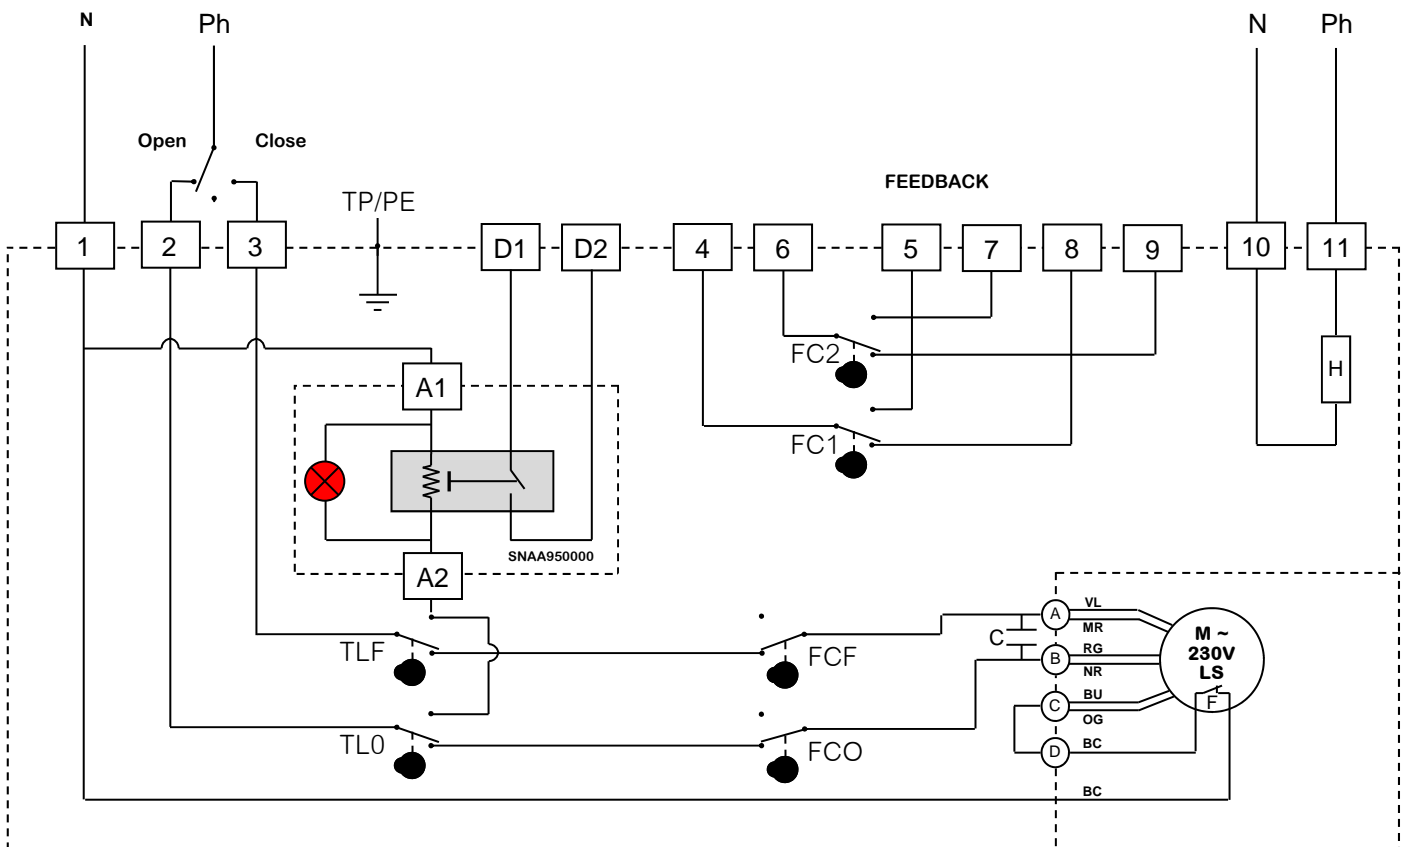 N Ph N Ph
Open Close
FEEDBACK
TP/PE
1 2 3 D1 D2 4 6 5 7 8 9 10 11
FC2
H
A1
FC1
SNAA950000
A2
A VL
C MR
TLF FCF B RG
NR
M ~
230V
LS
F
C BU
OG
TL0 FCO D BC
BC